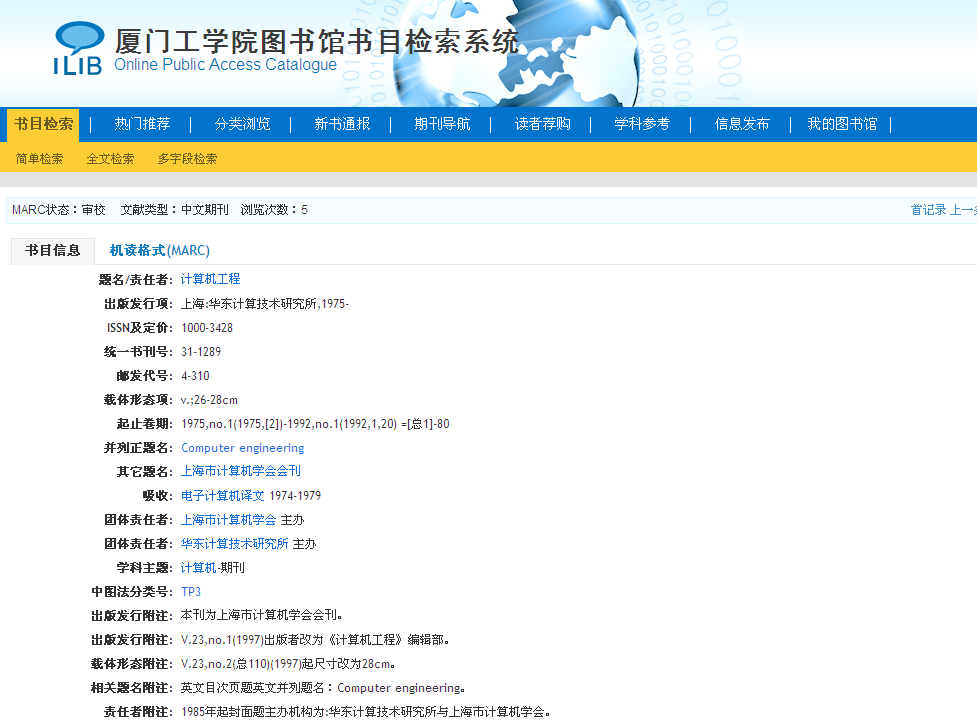 厦门工学院图书馆书目检索系统
iLIB Online Public Access Catalogue
书目检索 | 热门推荐 | 分类浏览 | 新书通报 | 期刊导航 | 读者荐购 | 学科参考 | 信息发布 | 我的图书馆 |
简单检索 全文检索 多字段检索
MARC状态：审校 文献类型：中文期刊 浏览次数：5 首记录 上一
书目信息 机读格式(MARC)
题名/责任者: 计算机工程
出版发行项: 上海:华东计算技术研究所,1975-
ISSN及定价: 1000-3428
统一书刊号: 31-1289
邮发代号: 4-310
载体形态项: v.;26-28cm
起止卷期: 1975,no.1(1975,[2])-1992,no.1(1992,1,20) =[总1]-80
并列正题名: Computer engineering
其它题名: 上海市计算机学会会刊
吸收: 电子计算机译文 1974-1979
团体责任者: 上海市计算机学会 主办
团体责任者: 华东计算技术研究所 主办
学科主题: 计算机-期刊
中图法分类号: TP3
出版发行附注: 本刊为上海市计算机学会会刊。
出版发行附注: V.23,no.1(1997)出版者改为《计算机工程》编辑部。
载体形态附注: V.23,no.2(总110)(1997)起尺寸改为28cm。
相关题名附注: 英文目次页题英文并列题名：Computer engineering。
责任者附注: 1985年起封面题主办机构为:华东计算技术研究所与上海市计算机学会。